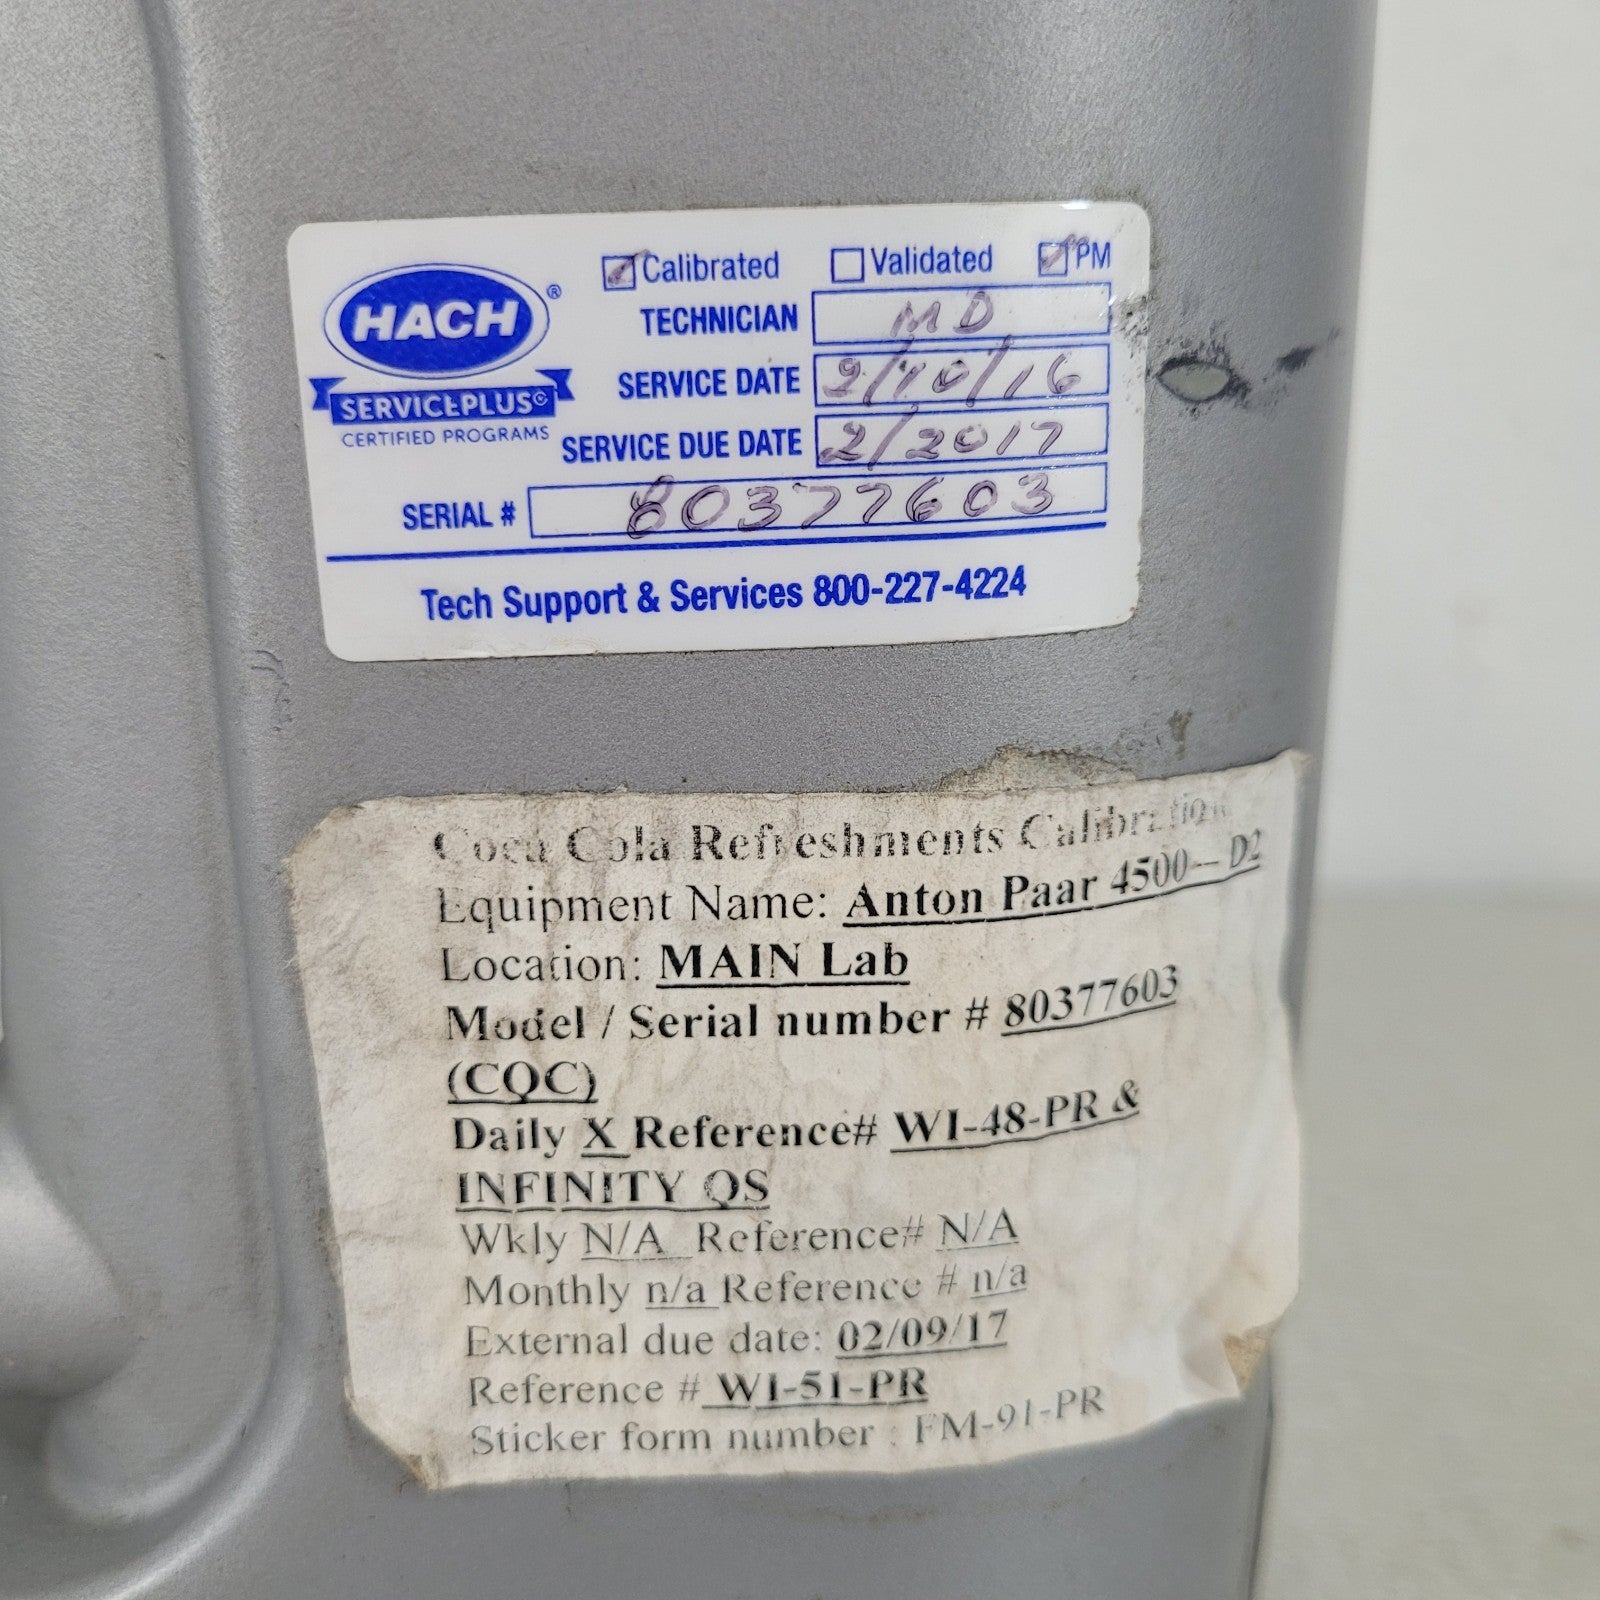 Calibrated Validated PM
HACH®
TECHNICIAN MD
SERVICE DATE 2/10/16
SERVICEPLUS
CERTIFIED PROGRAMS
SERVICE DUE DATE 2/2017
SERIAL # 80377603
Tech Support & Services 800-227-4224
Coca Cola Refreshments Calibration
Equipment Name: Anton Paar 4500-D2
Location: MAIN Lab
Model / Serial number # 80377603
(CQC)
Daily X Reference# WI-48-PR &
INFINITY QS
Wkly N/A Reference# N/A
Monthly n/a Reference # n/a
External due date: 02/09/17
Reference # WI-51-PR
Sticker form number : FM-91-PR